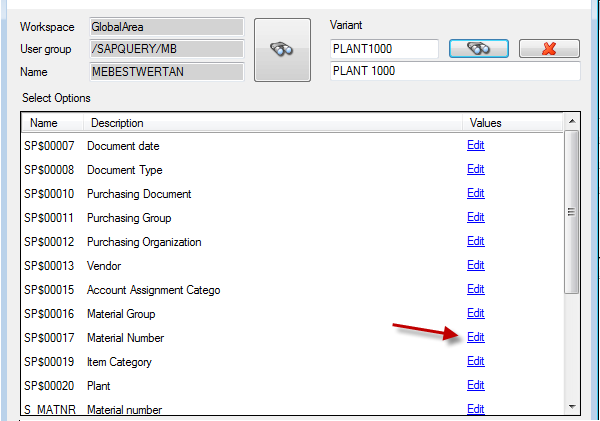 Workspace GlobalArea Variant
User group /SAPQUERY/MB PLANT1000
Name MEBESTWERTAN PLANT 1000
Select Options
Name Description Values
SP$00007 Document date Edit
SP$00008 Document Type Edit
SP$00010 Purchasing Document Edit
SP$00011 Purchasing Group Edit
SP$00012 Purchasing Organization Edit
SP$00013 Vendor Edit
SP$00015 Account Assignment Catego Edit
SP$00016 Material Group Edit
SP$00017 Material Number Edit
SP$00019 Item Category Edit
SP$00020 Plant Edit
S_MATNR Material number Edit